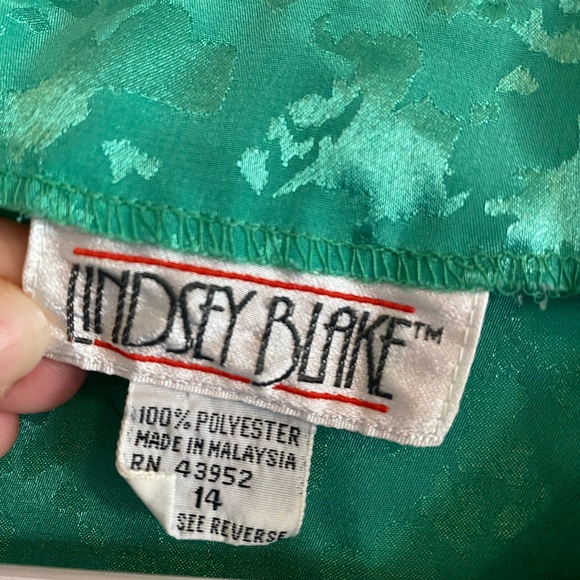 LINDSEY BLAKE™
100% POLYESTER
MADE IN MALAYSIA
RN 43952
14
SEE REVERSE